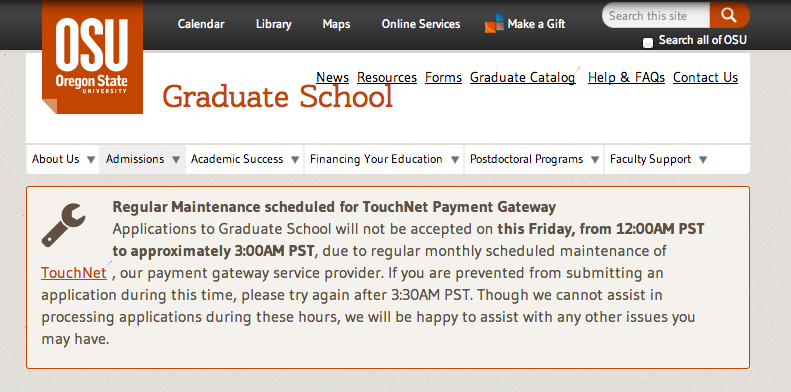 OSU
Oregon State
UNIVERSITY
Calendar Library Maps Online Services Make a Gift
Search this site
Search all of OSU
News Resources Forms Graduate Catalog Help & FAQs Contact Us
Graduate School
About Us Admissions Academic Success Financing Your Education Postdoctoral Programs Faculty Support
Regular Maintenance scheduled for TouchNet Payment Gateway
Applications to Graduate School will not be accepted on this Friday, from 12:00AM PST
to approximately 3:00AM PST, due to regular monthly scheduled maintenance of
TouchNet , our payment gateway service provider. If you are prevented from submitting an
application during this time, please try again after 3:30AM PST. Though we cannot assist in
processing applications during these hours, we will be happy to assist with any other issues you
may have.